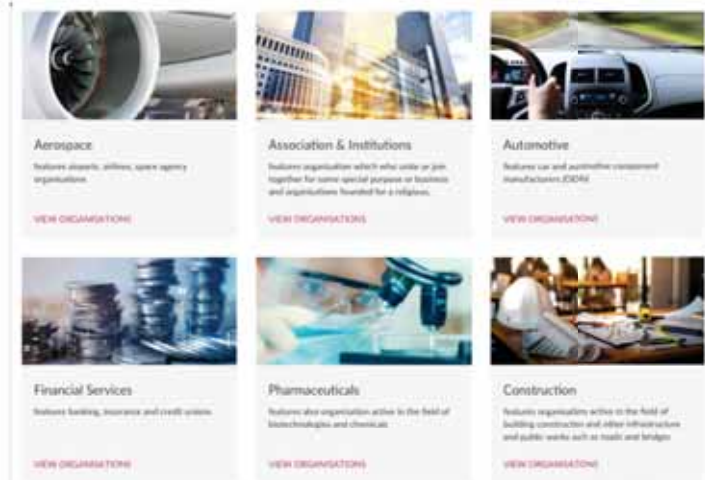 Aerospace
features airports, airlines, space agency
organisations
VIEW ORGANISATIONS
Association & Institutions
features organisation which who unite or join
together for some special purpose or business
and organisations founded for a religious,
VIEW ORGANISATIONS
Automotive
features car and automotive component
manufacturers
VIEW ORGANISATIONS
Financial Services
features banking, insurance and credit unions
VIEW ORGANISATIONS
Pharmaceuticals
features also organisation active in the field of
biotechnologies and chemicals
VIEW ORGANISATIONS
Construction
features organisations active in the field of
building construction and other infrastructure
and public works such as roads and bridges
VIEW ORGANISATIONS